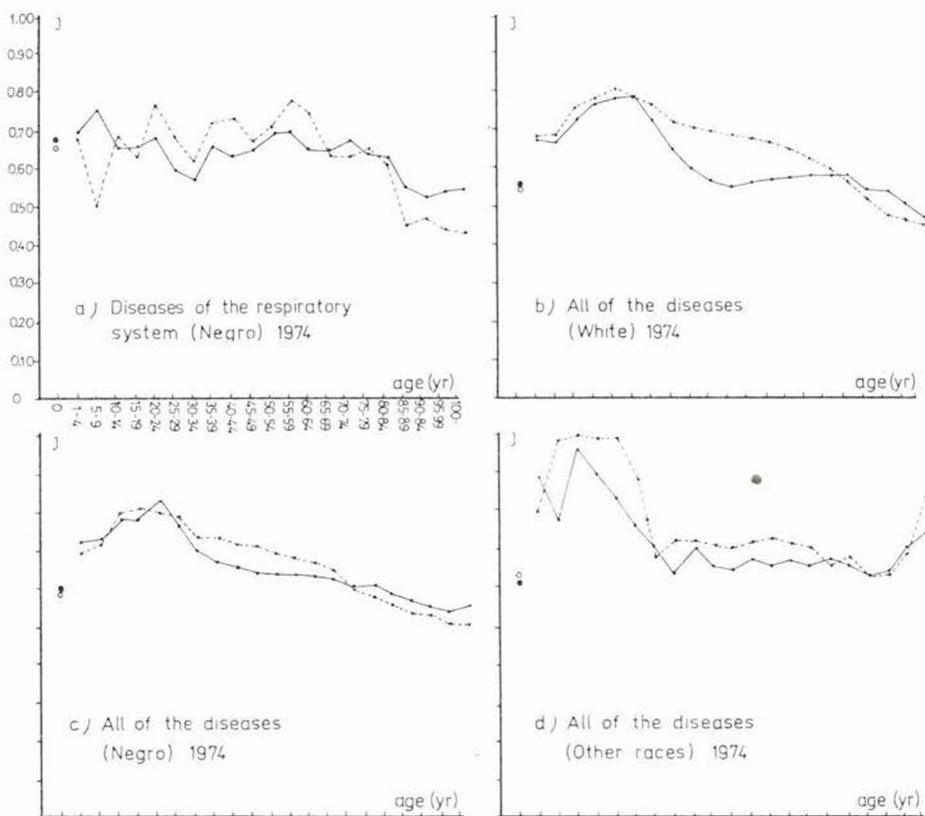 J
1.00
0.90
0.80
0.70
0.60
0.50
0.40
0.30
0.20
0.10
0
a) Diseases of the respiratory
system (Negro) 1974
age (yr)
0 1-4 5-9 10-14 15-19 20-24 25-29 30-34 35-39 40-44 45-49 50-54 55-59 60-64 65-69 70-74 75-79 80-84 85-89 90-94 95-99 100-
J
b) All of the diseases
(White) 1974
age (yr)
J
c) All of the diseases
(Negro) 1974
age (yr)
J
d) All of the diseases
(Other races) 1974
age (yr)